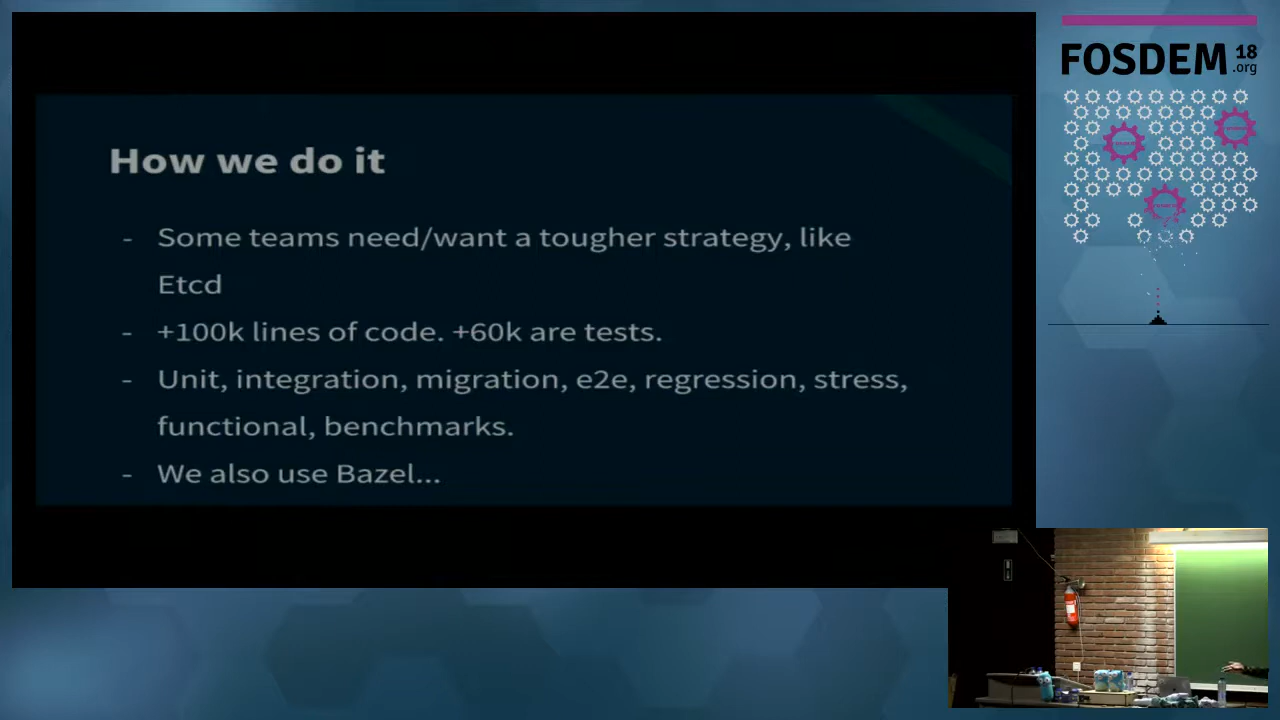 How we do it
- Some teams need/want a tougher strategy, like
Etcd
- +100k lines of code. +60k are tests.
- Unit, integration, migration, e2e, regression, stress,
functional, benchmarks.
- We also use Bazel...
FOSDEM 18
.org